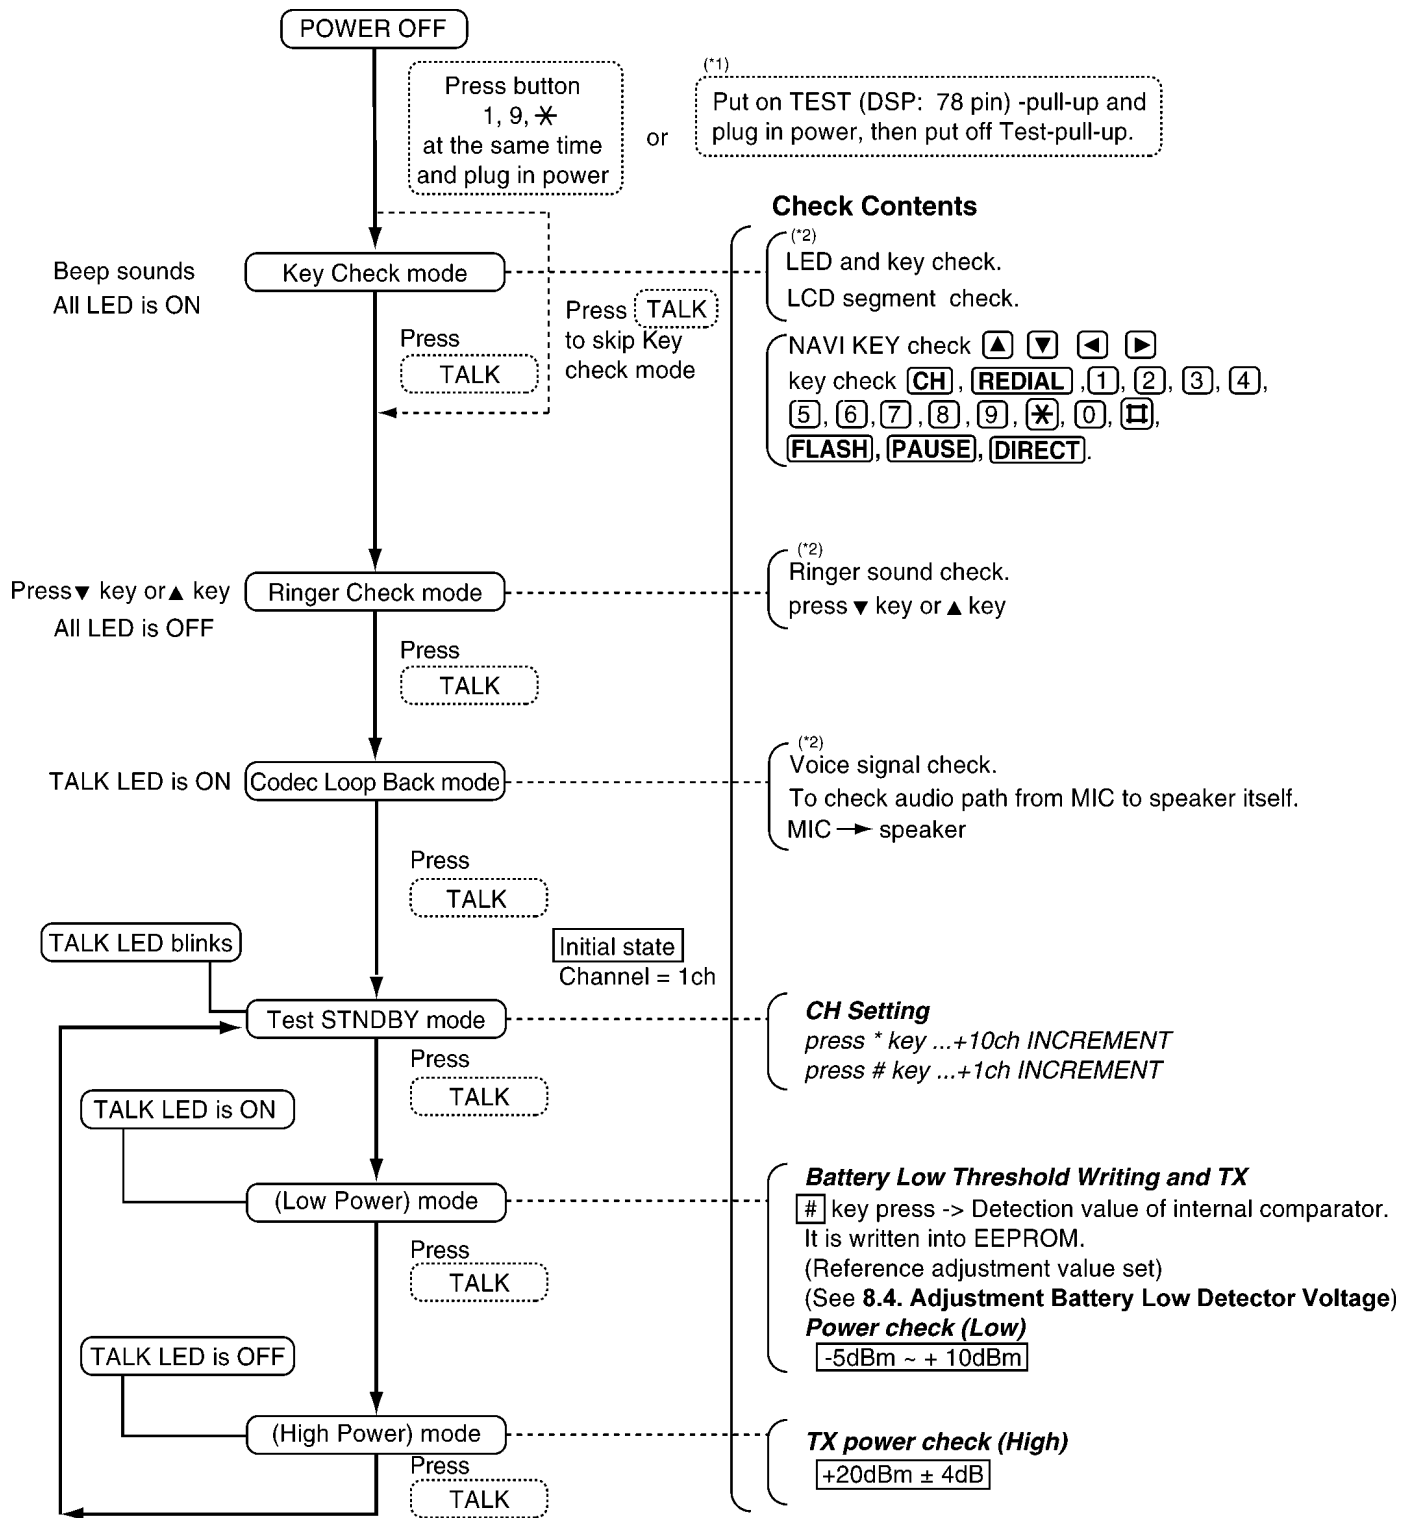 POWER OFF
Press button
1, 9, *
at the same time
and plug in power
or
(*1)
Put on TEST (DSP: 78 pin) -pull-up and
plug in power, then put off Test-pull-up.
Check Contents
Beep sounds
All LED is ON
Key Check mode
(*2)
LED and key check.
LCD segment check.
Press
TALK
Press TALK
to skip Key
check mode
NAVI KEY check ▲ ▼ ◀ ▶
key check CH, REDIAL ,1, 2, 3, 4,
5, 6, 7, 8, 9, *, 0, #,
FLASH, PAUSE, DIRECT.
Press ▼ key or ▲ key
All LED is OFF
Ringer Check mode
(*2)
Ringer sound check.
press ▼ key or ▲ key
Press
TALK
TALK LED is ON
Codec Loop Back mode
(*2)
Voice signal check.
To check audio path from MIC to speaker itself.
MIC → speaker
Press
TALK
TALK LED blinks
Initial state
Channel = 1ch
Test STNDBY mode
CH Setting
press * key ...+10ch INCREMENT
press # key ...+1ch INCREMENT
Press
TALK
TALK LED is ON
(Low Power) mode
Battery Low Threshold Writing and TX
# key press -> Detection value of internal comparator.
It is written into EEPROM.
(Reference adjustment value set)
(See 8.4. Adjustment Battery Low Detector Voltage)
Power check (Low)
-5dBm ~ + 10dBm
Press
TALK
TALK LED is OFF
(High Power) mode
TX power check (High)
+20dBm ± 4dB
Press
TALK